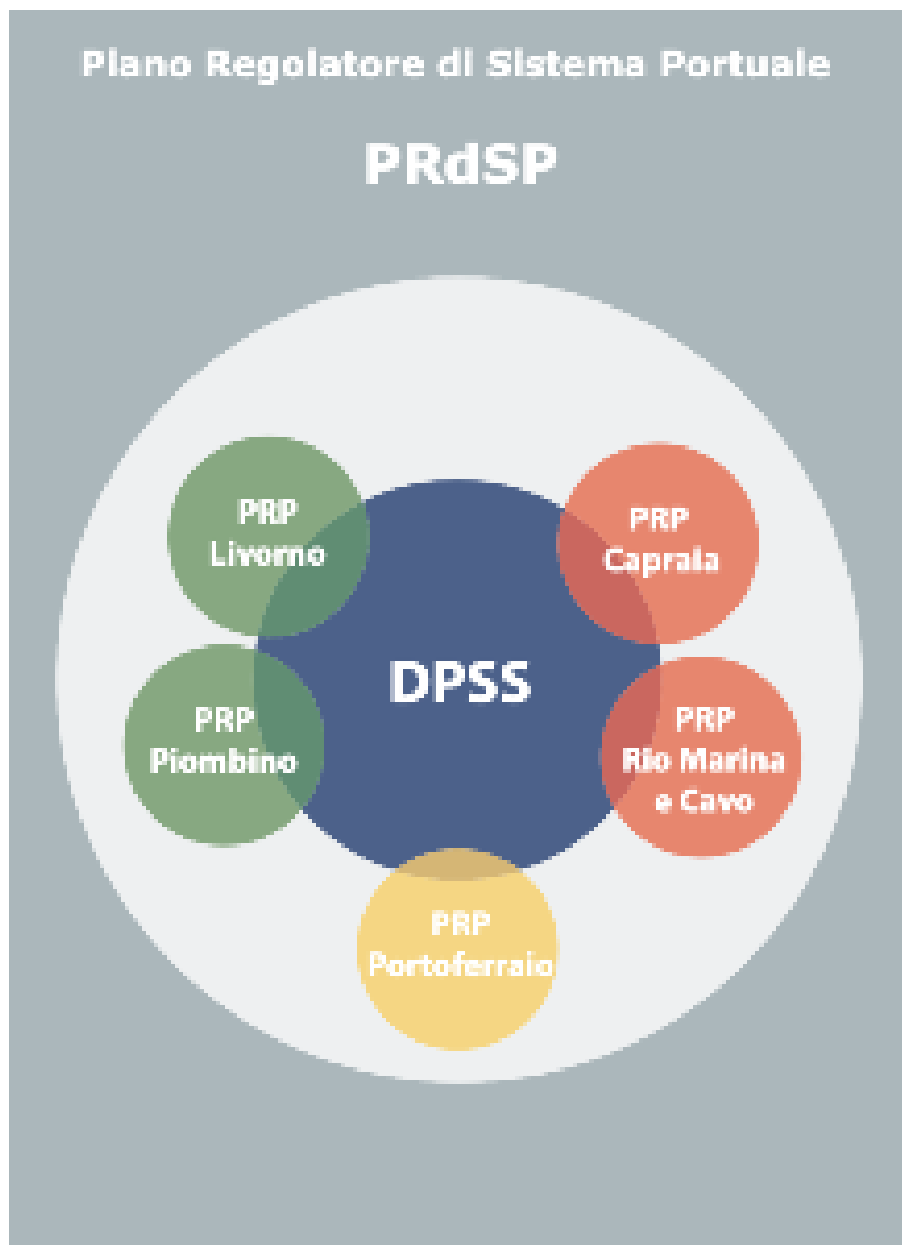 Piano Regolatore di Sistema Portuale
PRdSP
PRP
Livorno
PRP
Capraia
DPSS
PRP
Piombino
PRP
Rio Marina
e Cavo
PRP
Portoferraio